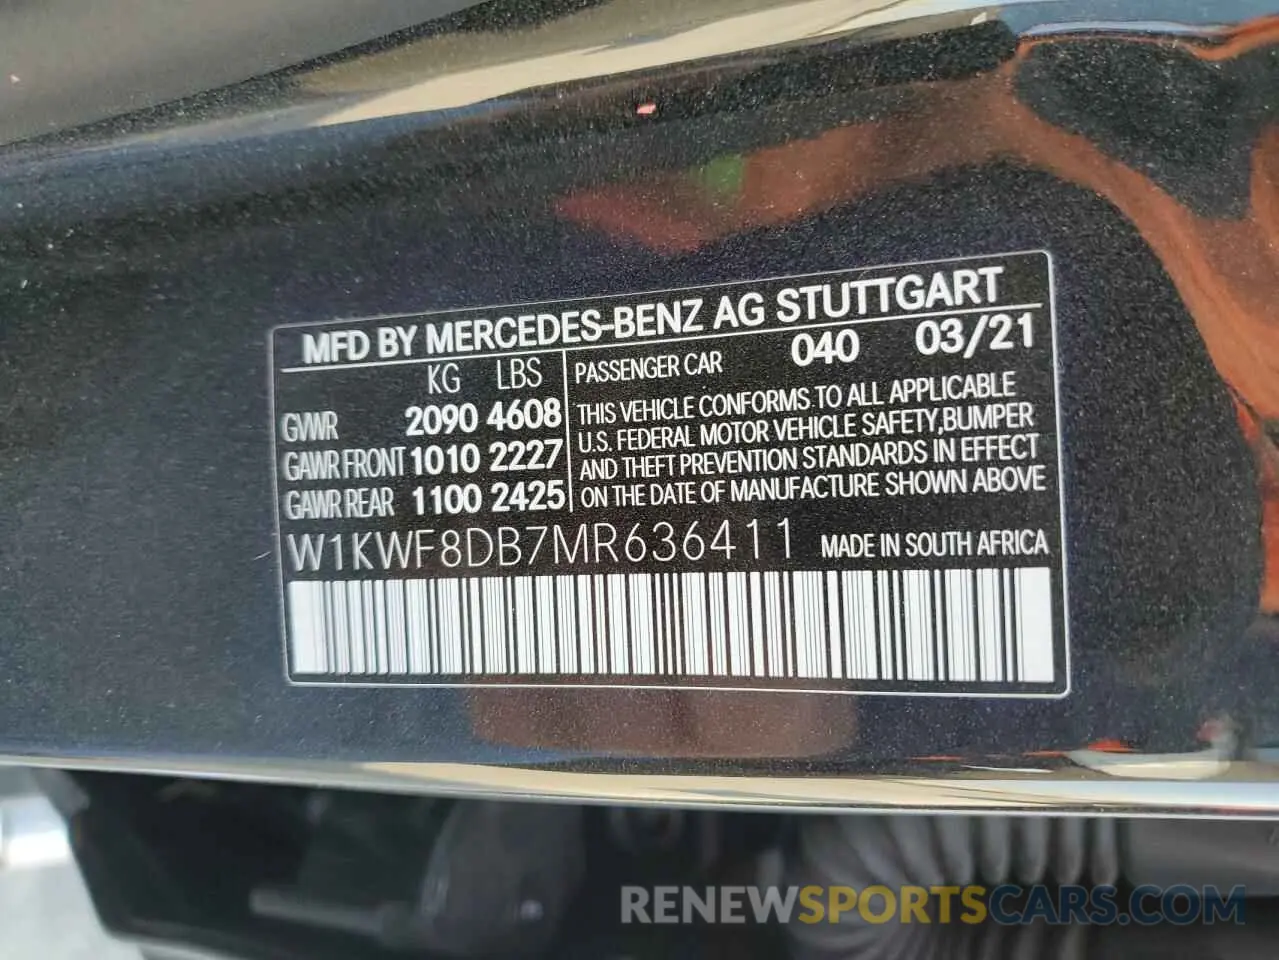 MFD BY MERCEDES-BENZ AG STUTTGART
KG LBS
GVWR 2090 4608
GAWR FRONT 1010 2227
GAWR REAR 1100 2425
PASSENGER CAR 040 03/21
THIS VEHICLE CONFORMS TO ALL APPLICABLE
U.S. FEDERAL MOTOR VEHICLE SAFETY,BUMPER
AND THEFT PREVENTION STANDARDS IN EFFECT
ON THE DATE OF MANUFACTURE SHOWN ABOVE
W1KWF8DB7MR636411 MADE IN SOUTH AFRICA
RENEWSPORTSCARS.COM